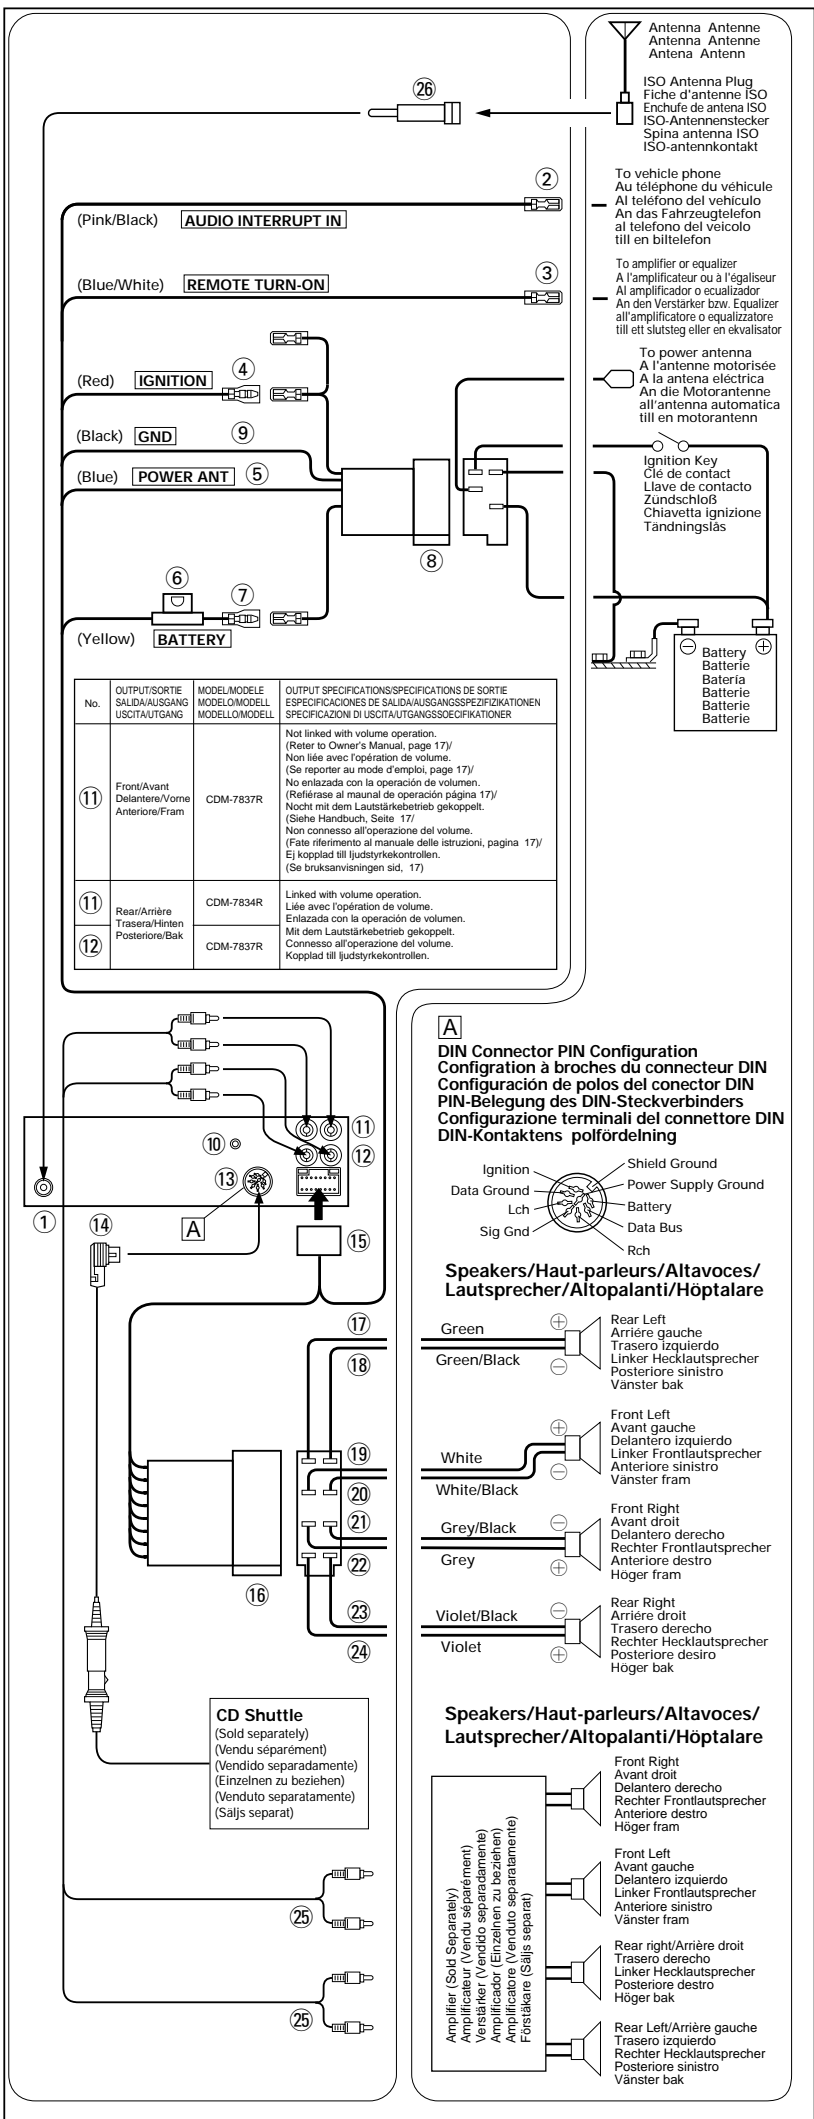 Antenna Antenne
Antenna Antenne
Antena Antenn
26
ISO Antenna Plug
Fiche d'antenne ISO
Enchufe de antena ISO
ISO-Antennenstecker
Spina antenna ISO
ISO-antennkontakt
2
(Pink/Black) AUDIO INTERRUPT IN
To vehicle phone
Au téléphone du véhicule
Al teléfono del vehículo
An das Fahrzeugtelefon
al telefono del veicolo
till en biltelefon
3
(Blue/White) REMOTE TURN-ON
To amplifier or equalizer
A l'amplificateur ou à l'égaliseur
Al amplificador o ecualizador
An den Verstärker bzw. Equalizer
all'amplificatore o equalizzatore
till ett slutsteg eller en ekvalisator
4
(Red) IGNITION
To power antenna
A l'antenne motorisée
A la antena eléctrica
An die Motorantenne
all'antenna automatica
till en motorantenn
(Black) GND 9
(Blue) POWER ANT 5
8
Ignition Key
Clé de contact
Llave de contacto
Zündschloß
Chiavetta ignizione
Tändningslås
6
7
(Yellow) BATTERY
− +
Battery
Batterie
Batería
Batterie
Batterie
Batterie
No.
OUTPUT/SORTIE
SALIDA/AUSGANG
USCITA/UTGANG
MODEL/MODELE
MODELO/MODELL
MODELLO/MODELL
OUTPUT SPECIFICATIONS/SPECIFICATIONS DE SORTIE
ESPECIFICACIONES DE SALIDA/AUSGANGSSPEZIFIZIKATIONEN
SPECIFICAZIONI DI USCITA/UTGANGSSOECIFIKATIONER
11
Front/Avant
Delantere/Vorne
Anteriore/Fram
CDM-7837R
Not linked with volume operation.
(Reter to Owner's Manual, page 17)/
Non liée avec l'opération de volume.
(Se reporter au mode d'emploi, page 17)/
No enlazada con la operación de volumen.
(Refiérase al maunal de operación página 17)/
Nocht mit dem Lautstärkebetrieb gekoppelt.
(Siehe Handbuch, Seite 17/
Non connesso all'operazione del volume.
(Fate riferimento al manuale delle istruzioni, pagina 17)/
Ej kopplad till ljudstyrkekontrollen.
(Se bruksanvisningen sid, 17)
11
12
Rear/Arrière
Trasera/Hinten
Posteriore/Bak
CDM-7834R
CDM-7837R
Linked with volume operation.
Liée avec l'opération de volume.
Enlazada con la operación de volumen.
Mit dem Lautstärkebetrieb gekoppelt.
Connesso all'operazione del volume.
Kopplad till ljudstyrkekontrollen.
11
10
12
13
1
14
A
15
A
DIN Connector PIN Configuration
Configration à broches du connecteur DIN
Configuración de polos del conector DIN
PIN-Belegung des DIN-Steckverbinders
Configurazione terminali del connettore DIN
DIN-Kontaktens polfördelning
Ignition
Data Ground
Lch
Sig Gnd
Shield Ground
Power Supply Ground
Battery
Data Bus
Rch
Speakers/Haut-parleurs/Altavoces/
Lautsprecher/Altopalanti/Höptalare
17
18
Green +
Green/Black −
Rear Left
Arriére gauche
Trasero izquierdo
Linker Hecklautsprecher
Posteriore sinistro
Vänster bak
19
20
White +
White/Black −
Front Left
Avant gauche
Delantero izquierdo
Linker Frontlautsprecher
Anteriore sinistro
Vänster fram
21
22
Grey/Black −
Grey +
Front Right
Avant droit
Delantero derecho
Rechter Frontlautsprecher
Anteriore destro
Höger fram
16
23
24
Violet/Black −
Violet +
Rear Right
Arriére droit
Trasero derecho
Rechter Hecklautsprecher
Posteriore desiro
Höger bak
CD Shuttle
(Sold separately)
(Vendu séparément)
(Vendido separadamente)
(Einzelnen zu beziehen)
(Venduto separatamente)
(Säljs separat)
25
25
Speakers/Haut-parleurs/Altavoces/
Lautsprecher/Altopalanti/Höptalare
Amplifier (Sold Separately)
Amplificateur (Vendu séparément)
Verstärker (Vendido separadamente)
Amplificador (Einzelnen zu beziehen)
Amplificatore (Venduto separatamente)
Förstäkare (Säljs separat)
Front Right
Avant droit
Delantero derecho
Rechter Frontlautsprecher
Anteriore destro
Höger fram
Front Left
Avant gauche
Delantero izquierdo
Linker Frontlautsprecher
Anteriore sinistro
Vänster fram
Rear right/Arrière droit
Trasero derecho
Linker Hecklautsprecher
Posteriore destro
Höger bak
Rear Left/Arrière gauche
Trasero izquierdo
Rechter Hecklautsprecher
Posteriore sinistro
Vänster bak